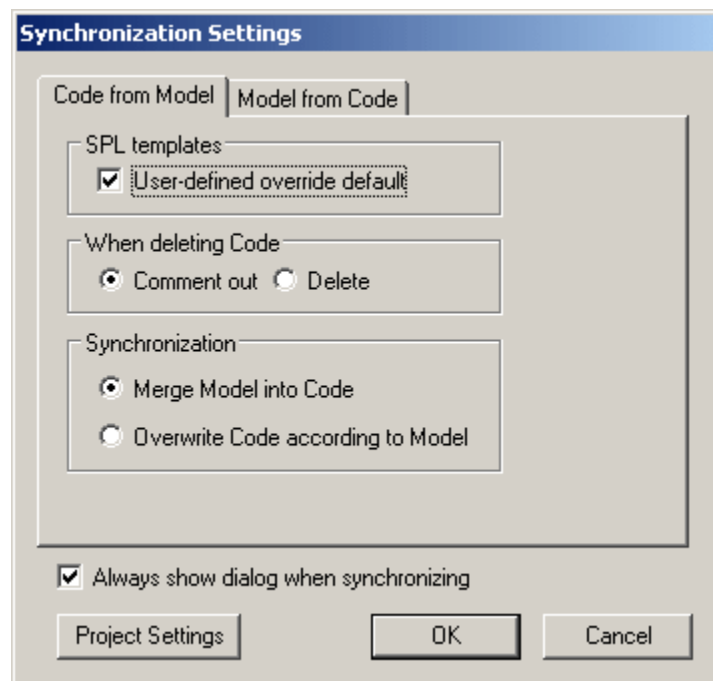 Synchronization Settings
Code from Model
Model from Code
SPL templates
User-defined override default
When deleting Code
Comment out
Delete
Synchronization
Merge Model into Code
Overwrite Code according to Model
Always show dialog when synchronizing
Project Settings
OK
Cancel